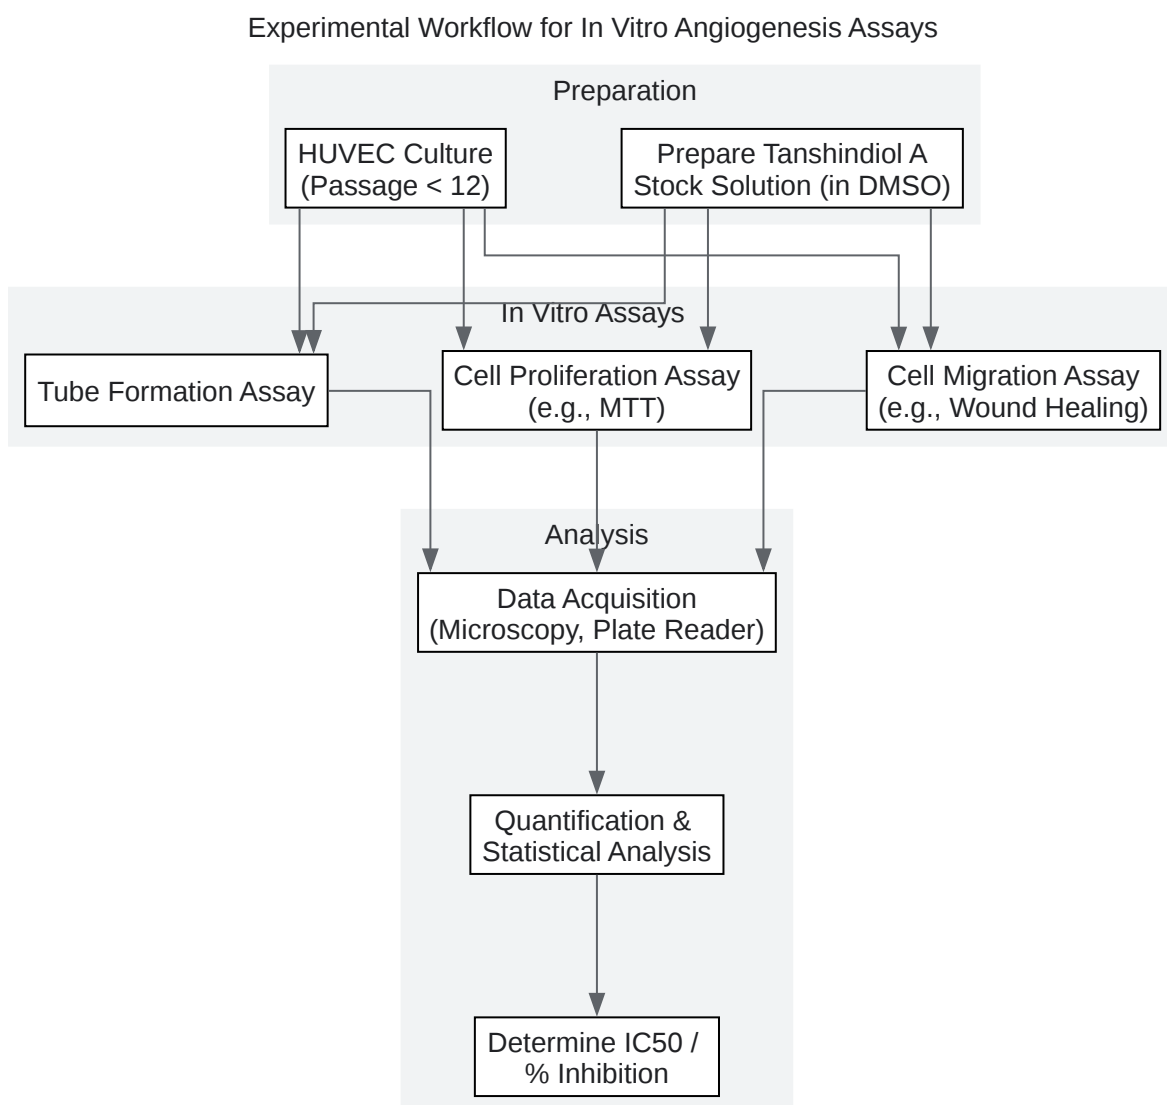 Experimental Workflow for In Vitro Angiogenesis Assays
Preparation
HUVEC Culture
(Passage < 12)
Prepare Tanshindiol A
Stock Solution (in DMSO)
In Vitro Assays
Tube Formation Assay
Cell Proliferation Assay
(e.g., MTT)
Cell Migration Assay
(e.g., Wound Healing)
Analysis
Data Acquisition
(Microscopy, Plate Reader)
Quantification &
Statistical Analysis
Determine IC50 /
% Inhibition